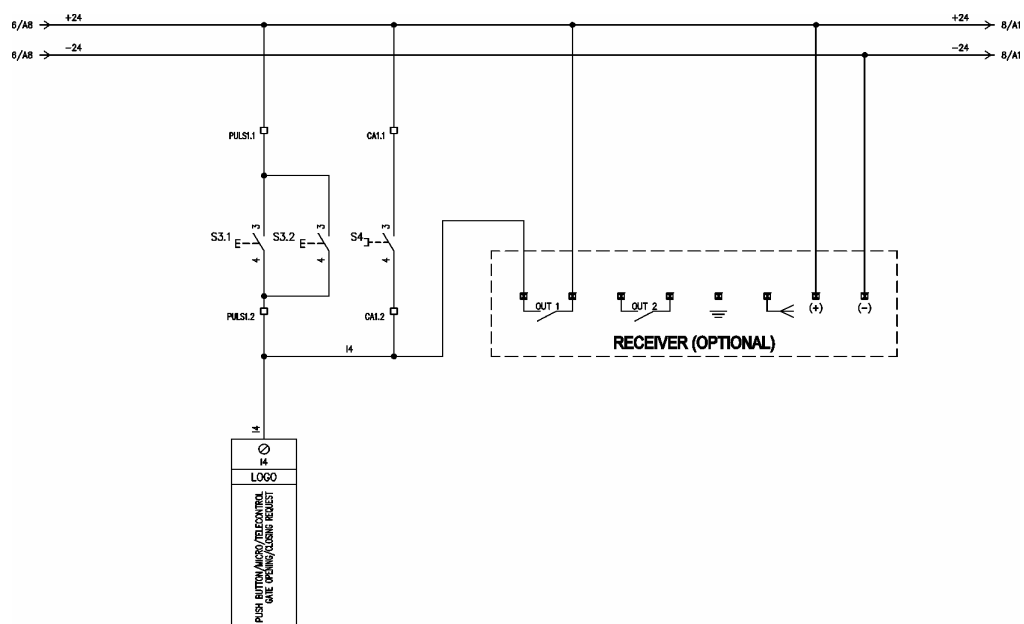 6/A8 +24 +24 8/A1
6/A8 -24 -24 8/A1
PULS1.1 CA1.1
3 3 3
S3.1 S3.2 S4
4 4 4
OUT 1 OUT 2 (+) (-)
PULS1.2 CA1.2
RECEIVER (OPTIONAL)
I4
I4
I4
LOGO
PUSH BUTTON/MICRO/TELECONTROL
GATE OPENING/CLOSING REQUEST